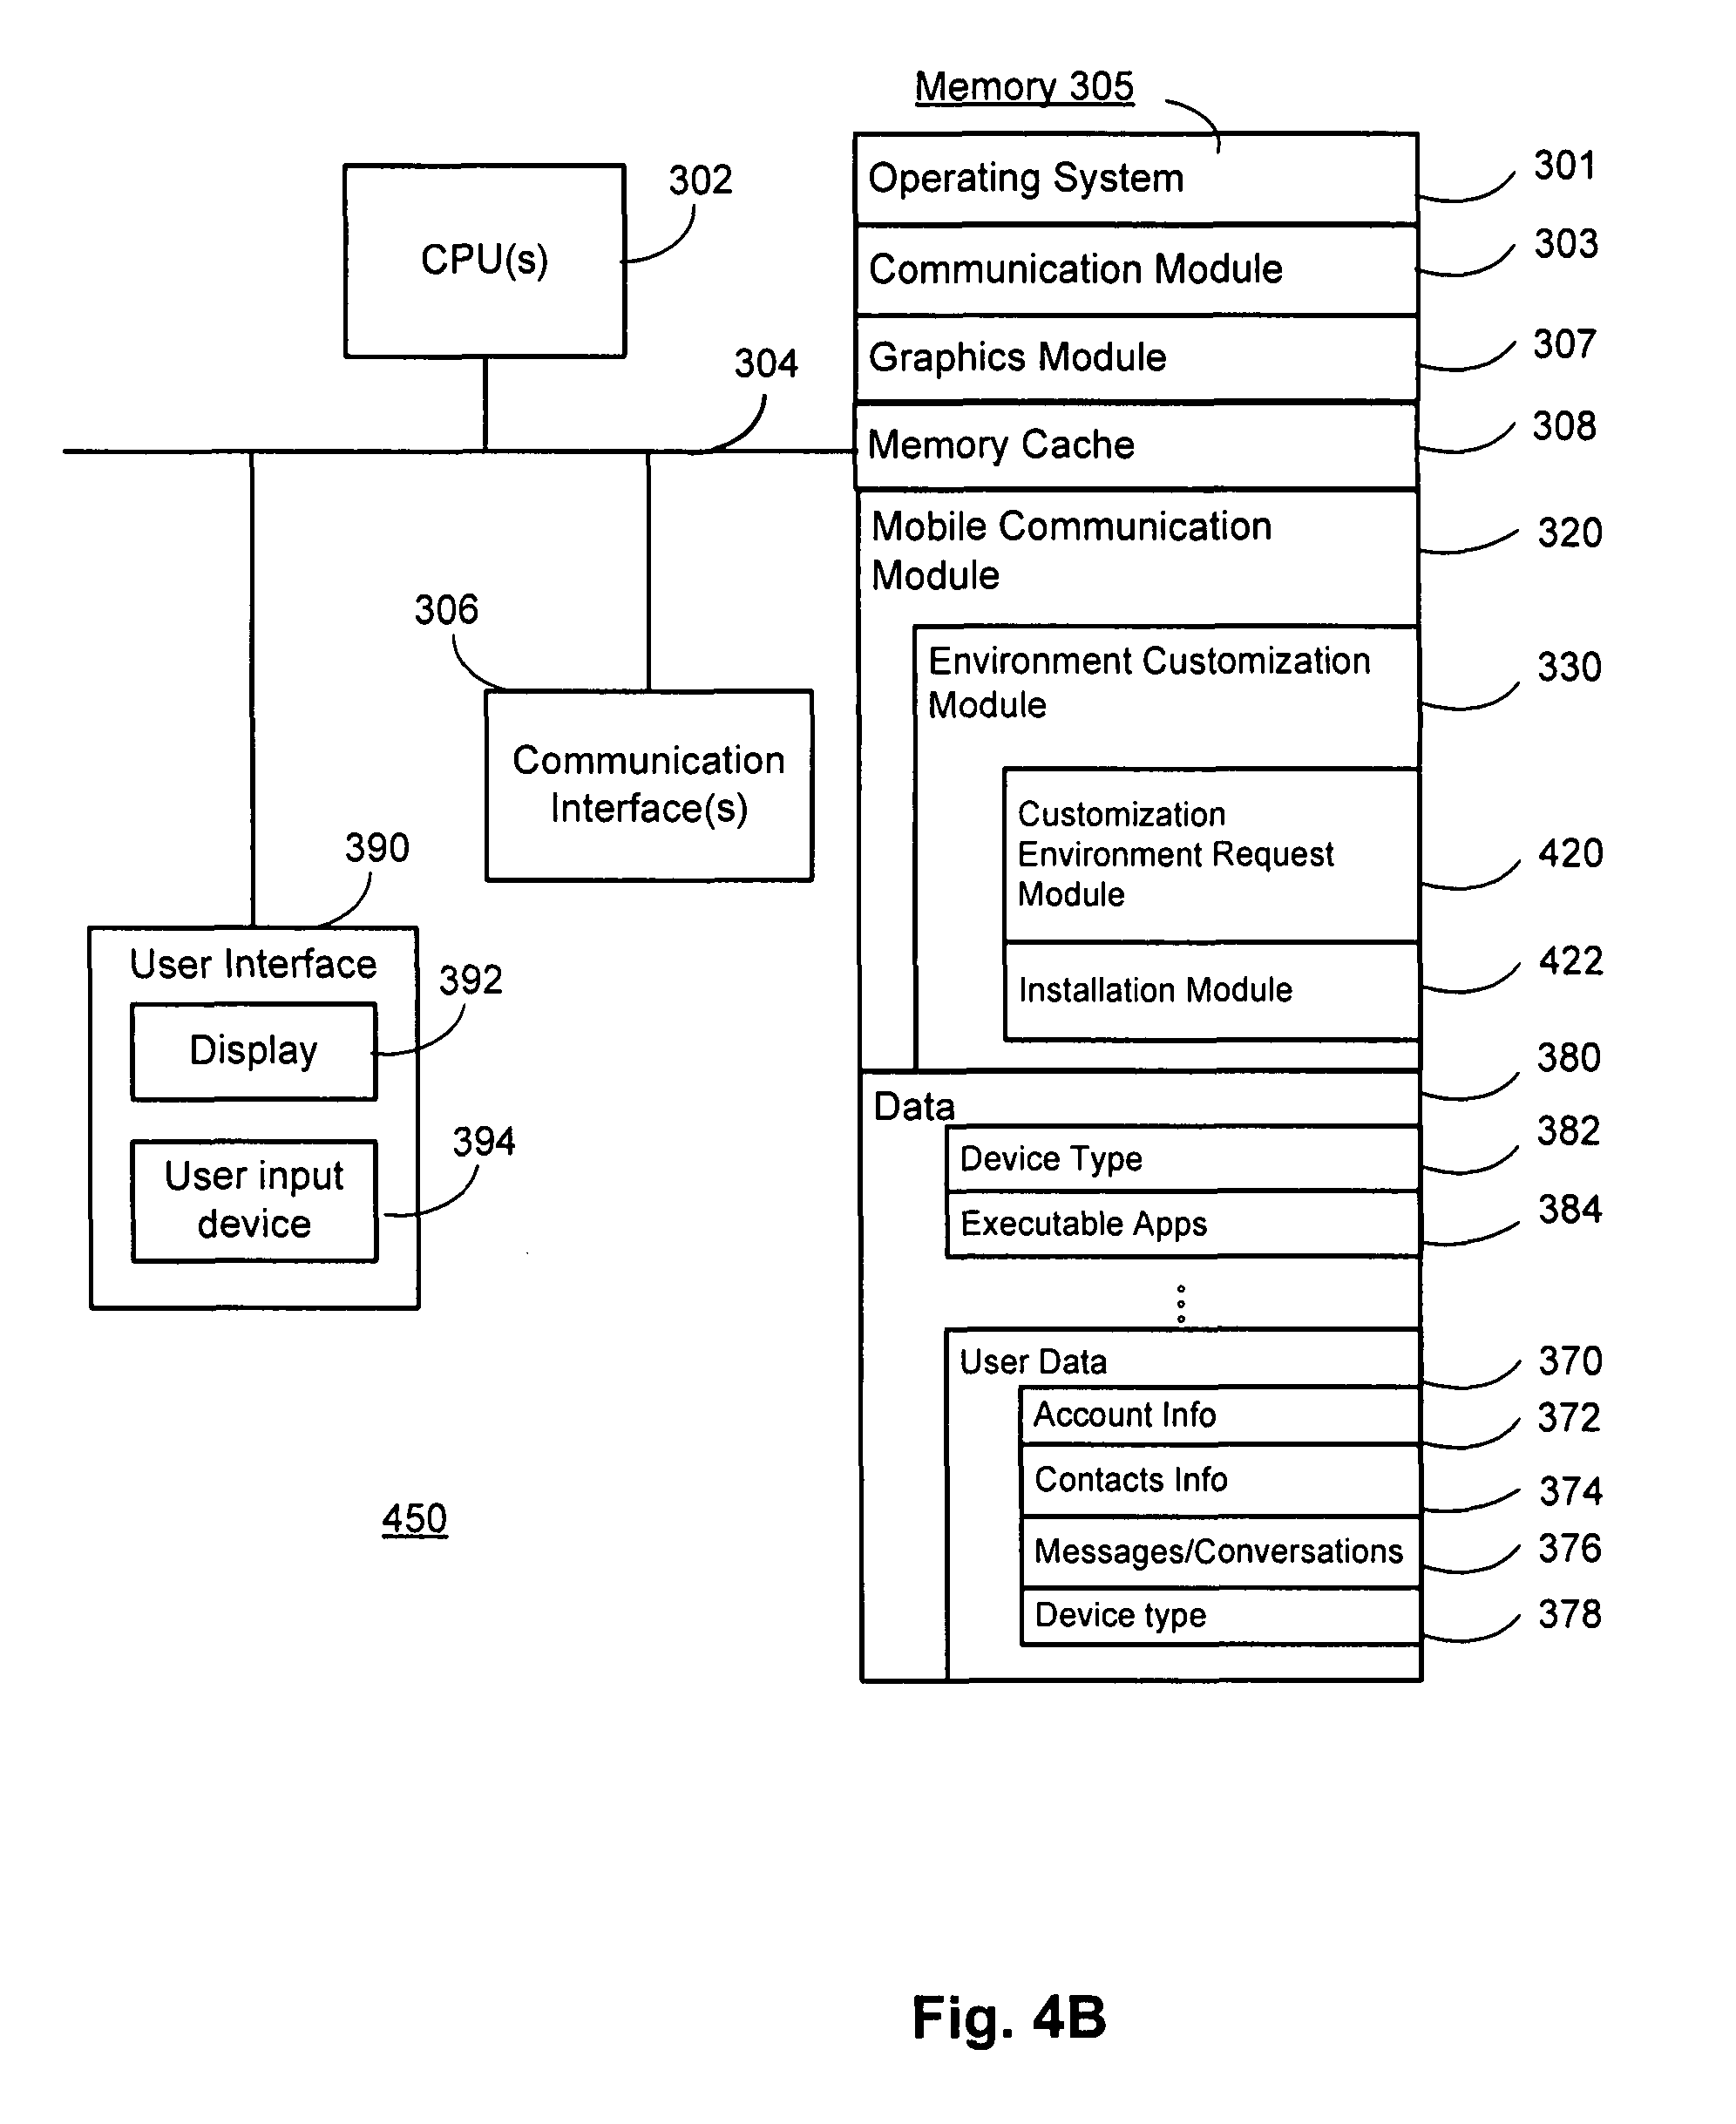 Memory 305
Operating System
301
302
CPU(s)
Communication Module
303
304
Graphics Module
307
Memory Cache
308
Mobile Communication
Module
320
306
Environment Customization
Module
330
Communication
Interface(s)
Customization
Environment Request
Module
420
390
User Interface
392
Display
394
User input
device
Installation Module
422
Data
380
Device Type
382
Executable Apps
384
User Data
370
Account Info
372
Contacts Info
374
Messages/Conversations
376
Device type
378
450
Fig. 4B